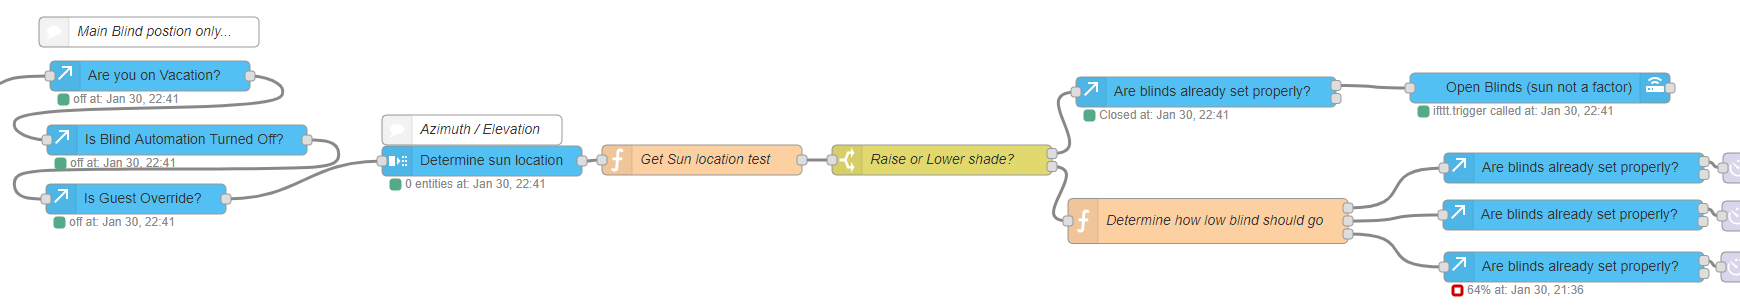 Main Blind postion only...
Are you on Vacation?
off at: Jan 30, 22:41
Is Blind Automation Turned Off?
off at: Jan 30, 22:41
Is Guest Override?
off at: Jan 30, 22:41
Azimuth / Elevation
Determine sun location
0 entities at: Jan 30, 22:41
Get Sun location test
Raise or Lower shade?
Are blinds already set properly?
Closed at: Jan 30, 22:41
Open Blinds (sun not a factor)
ifttt.trigger called at: Jan 30, 22:41
Determine how low blind should go
Are blinds already set properly?
Are blinds already set properly?
Are blinds already set properly?
64% at: Jan 30, 21:36